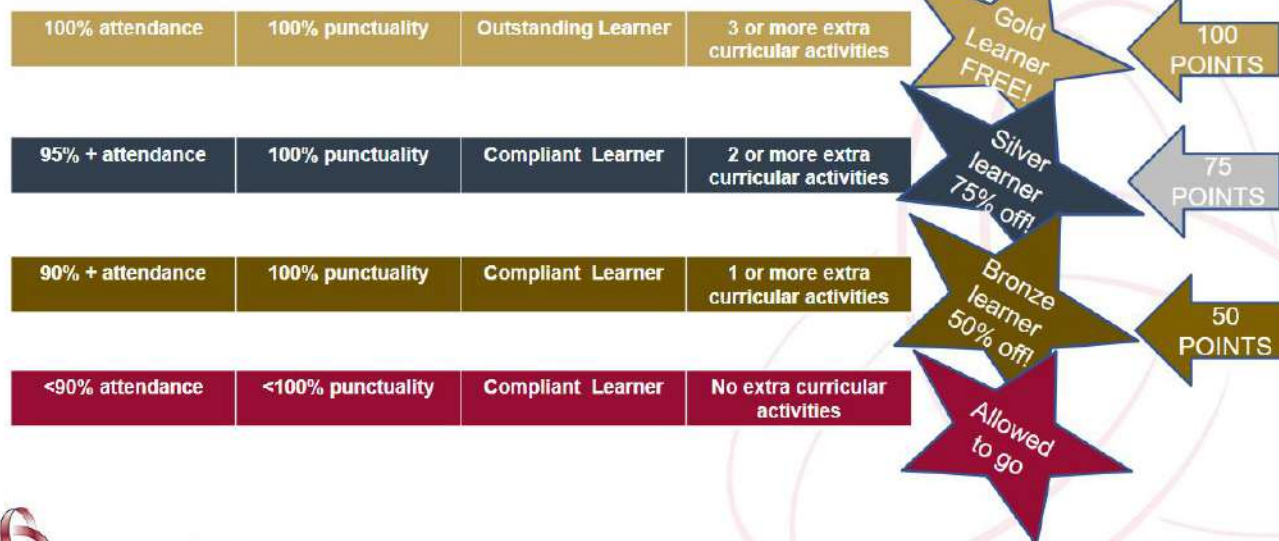 100% attendance
100% punctuality
Outstanding Learner
3 or more extra
curricular activities
Gold
Learner
FREE!
100
POINTS
95% + attendance
100% punctuality
Compliant Learner
2 or more extra
curricular activities
Silver
learner
75% off!
75
POINTS
90% + attendance
100% punctuality
Compliant Learner
1 or more extra
curricular activities
Bronze
learner
50% off!
50
POINTS
<90% attendance
<100% punctuality
Compliant Learner
No extra curricular
activities
Allowed
to go